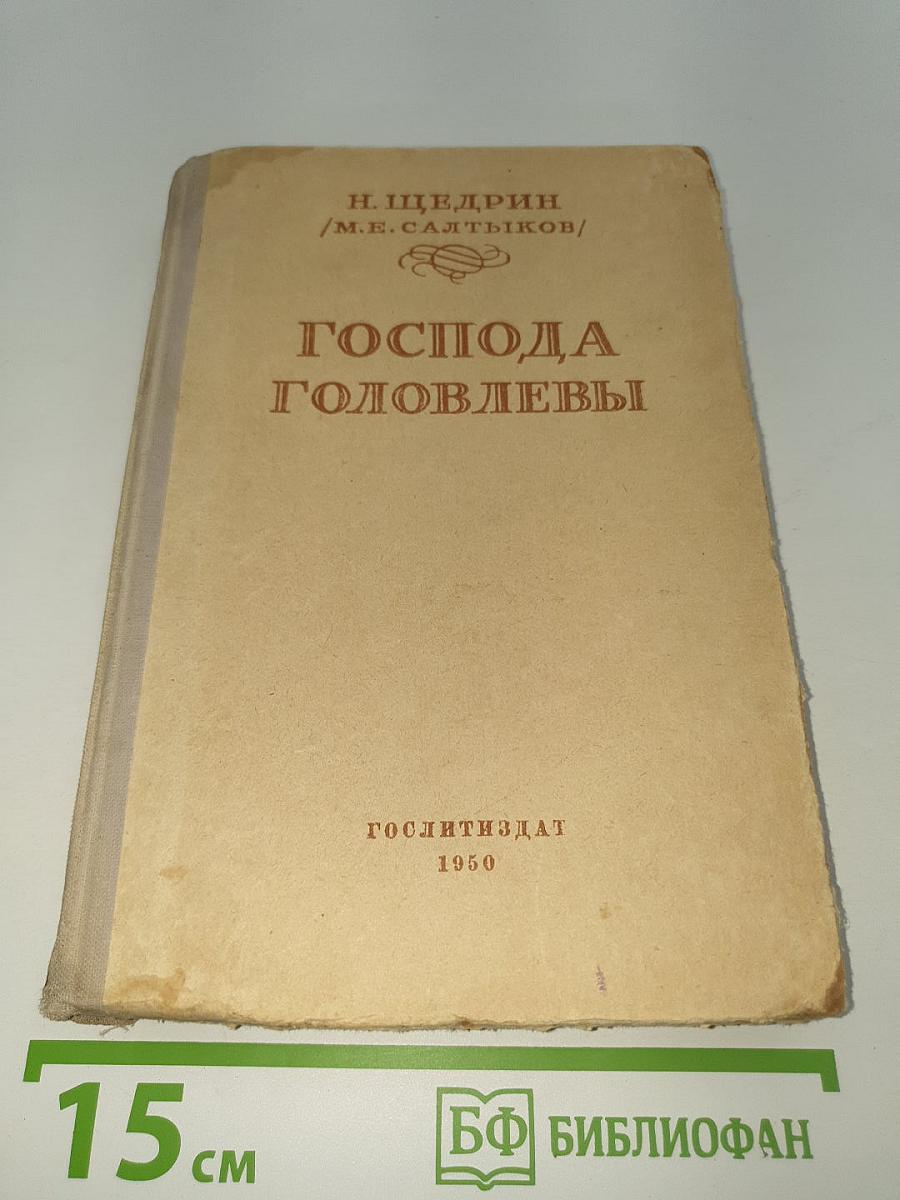 Н. ЩЕДРИН
/М. Е. САЛТЫКОВ/
ГОСПОДА
ГОЛОВЛЕВЫ
ГОСЛИТИЗДАТ
1950
15 см
БФ БИБЛИОФАН